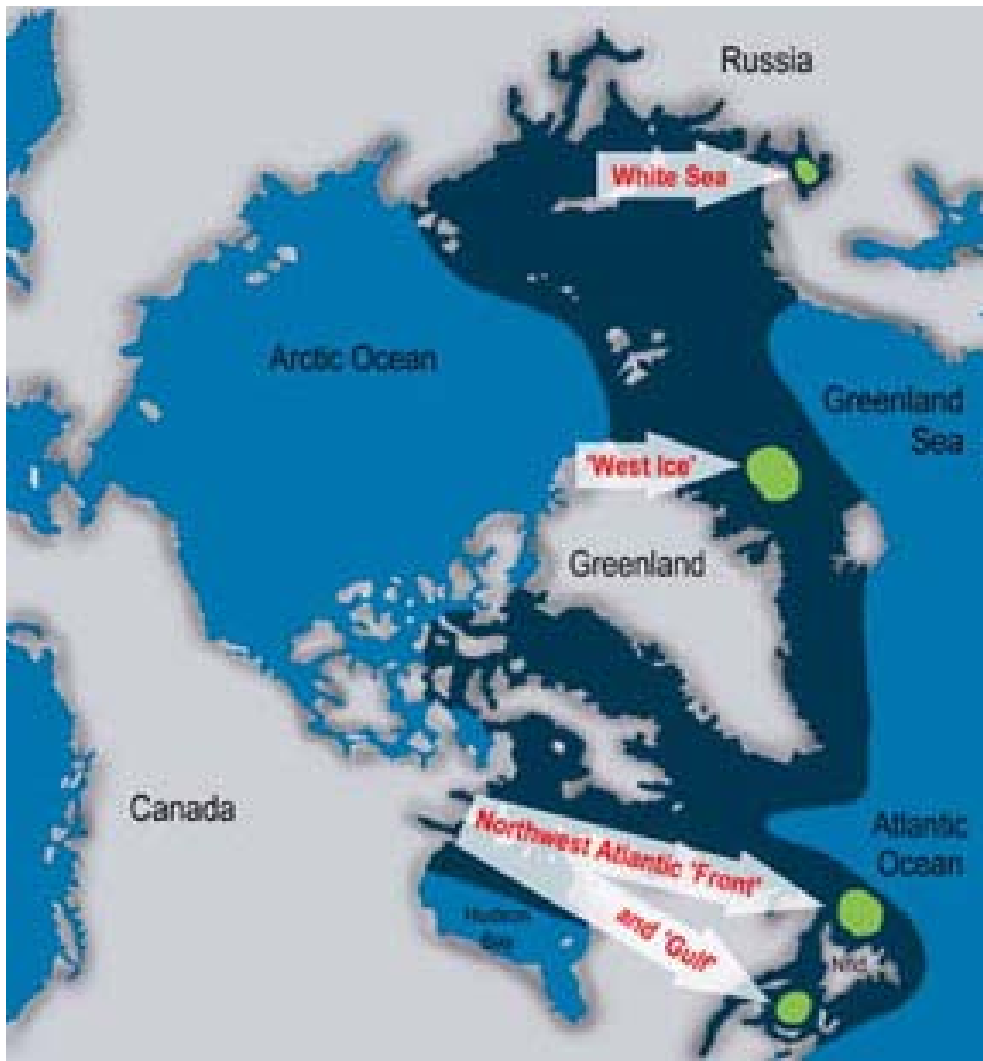 Russia
White Sea
Arctic Ocean
Greenland
Sea
'West Ice'
Greenland
Canada
Northwest Atlantic 'Front'
and 'Gulf'
Atlantic
Ocean
Hudson
Bay
Nfld